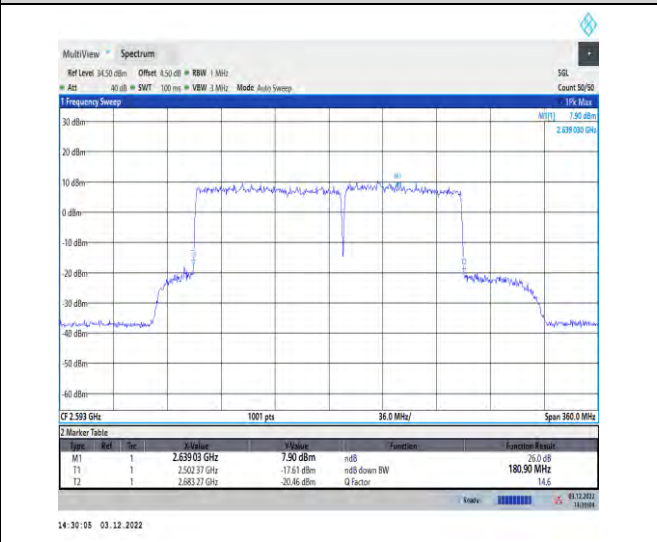 MultiView Spectrum
Ref Level 34.50 dBm Offset 4.50 dB RBW 1 MHz SGL
Att 40 dB SWT 100 ms VBW 3 MHz Mode Auto Sweep Count 50/50
1 Frequency Sweep 1Pk Max
M1[1] 7.90 dBm
2.639 030 GHz
30 dBm
20 dBm
M1
10 dBm
0 dBm
-10 dBm
-20 dBm
-30 dBm
-40 dBm
-50 dBm
-60 dBm
CF 2.593 GHz 1001 pts 36.0 MHz/ Span 360.0 MHz
2 Marker Table
Type Ref Trc X-Value Y-Value Function Function Result
M1 1 2.639 03 GHz 7.90 dBm ndB 26.0 dB
T1 1 2.502 37 GHz -17.61 dBm ndB down BW 180.90 MHz
T2 1 2.683 27 GHz -20.46 dBm Q Factor 14.6
Ready 03.12.2022
14:30:05 03.12.2022